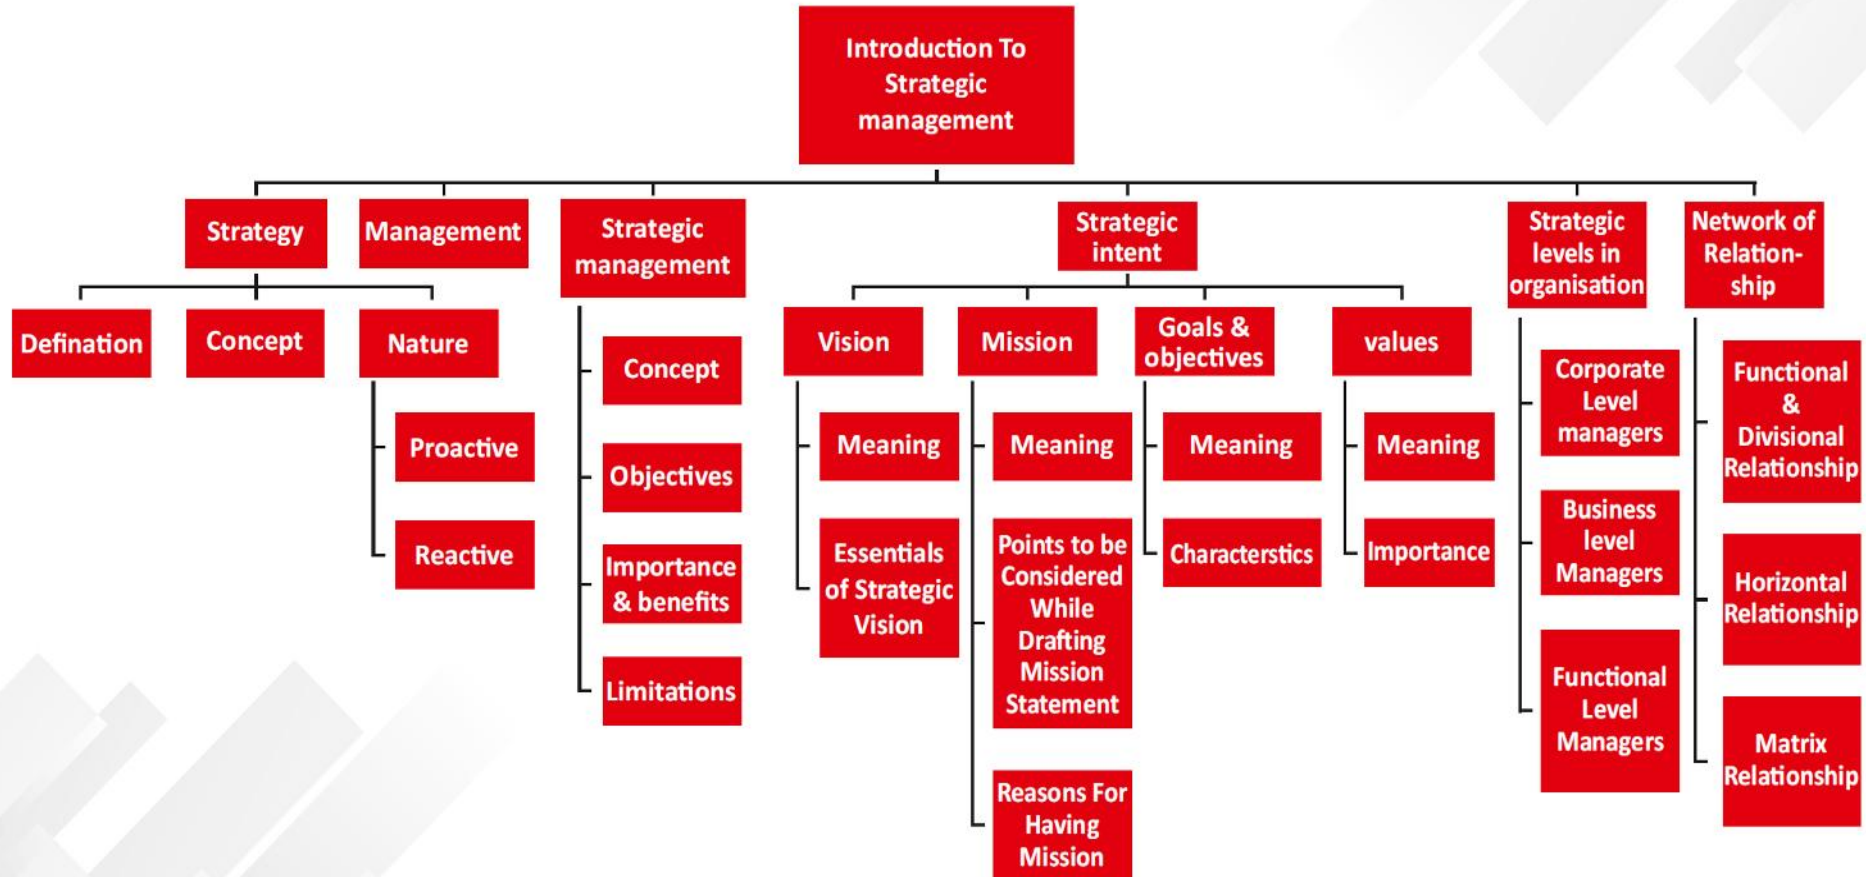 Introduction To
Strategic
management
Strategy
Management
Strategic
management
Strategic
intent
Strategic
levels in
organisation
Network of
Relation-
ship
Defination
Concept
Nature
Proactive
Reactive
Concept
Objectives
Importance
& benefits
Limitations
Vision
Meaning
Essentials
of Strategic
Vision
Mission
Meaning
Points to be
Considered
While
Drafting
Mission
Statement
Reasons For
Having
Mission
Goals &
objectives
Meaning
Characterstics
values
Meaning
Importance
Corporate
Level
managers
Business
level
Managers
Functional
Level
Managers
Functional
&
Divisional
Relationship
Horizontal
Relationship
Matrix
Relationship